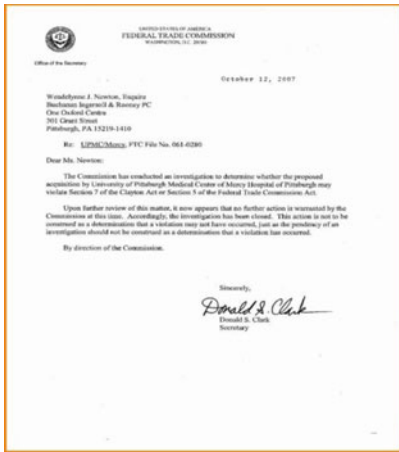 UNITED STATES OF AMERICA
FEDERAL TRADE COMMISSION
WASHINGTON, D.C. 20580
Office of the Secretary
October 12, 2007
Wendelynne J. Newton, Esquire
Buchanan Ingersoll & Rooney PC
One Oxford Centre
301 Grant Street
Pittsburgh, PA 15219-1410
Re: UPMC/Mercy, FTC File No. 061-0280
Dear Ms. Newton:
The Commission has conducted an investigation to determine whether the proposed
acquisition by University of Pittsburgh Medical Center of Mercy Hospital of Pittsburgh may
violate Section 7 of the Clayton Act or Section 5 of the Federal Trade Commission Act.
Upon further review of this matter, it now appears that no further action is warranted by the
Commission at this time. Accordingly, the investigation has been closed. This action is not to be
construed as a determination that a violation may not have occurred, just as the pendency of an
investigation should not be construed as a determination that a violation has occurred.
By direction of the Commission.
Sincerely,
Donald S. Clark
Donald S. Clark
Secretary